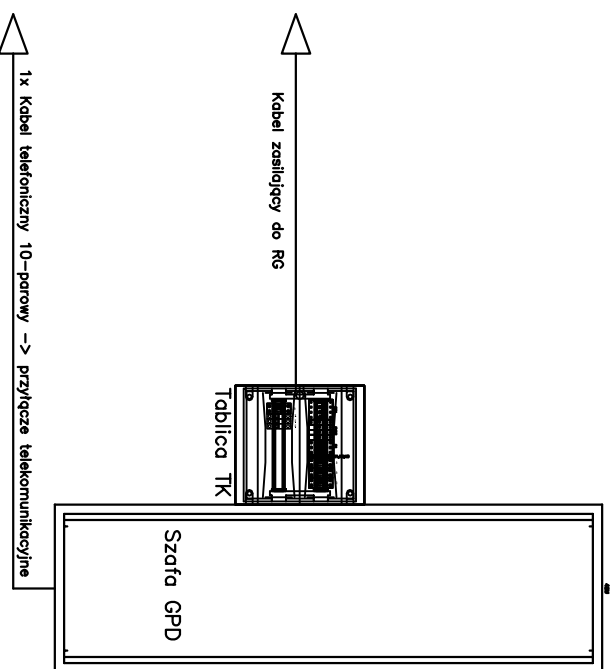 Kabel zasilający do RG
1x Kabel telefoniczny 10-parowy -> przyłącze telekomunikacyjne
Tablica TK
Szafa GPD